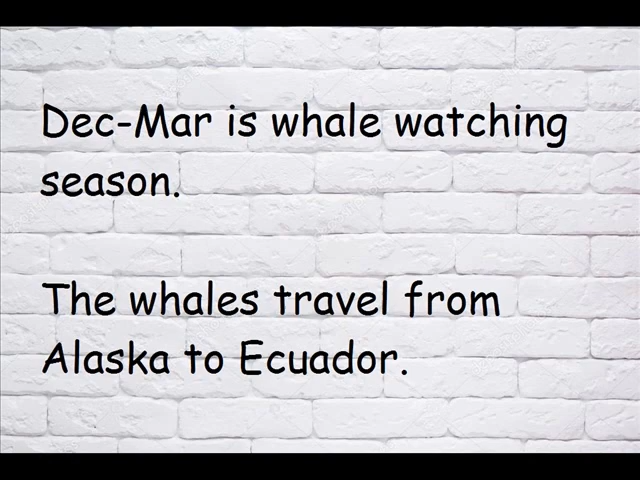 Dec-Mar is whale watching
season.
The whales travel from
Alaska to Ecuador.